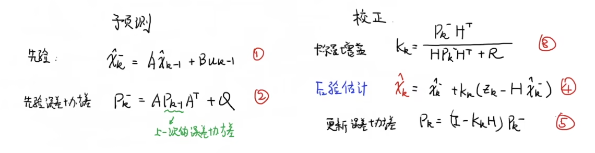 预测
先验: x̂ₖ⁻ = Ax̂ₖ₋₁ + Buₖ₋₁ ①
先验误差协方差 Pₖ⁻ = APₖ₋₁Aᵀ + Q ②
上一次的误差协方差
校正:
卡尔曼增益 Kₖ = Pₖ⁻Hᵀ / (HPₖ⁻Hᵀ + R) ③
后验估计 x̂ₖ = x̂ₖ⁻ + Kₖ(zₖ - Hx̂ₖ⁻) ④
更新误差协方差 Pₖ = (I - KₖH)Pₖ⁻ ⑤